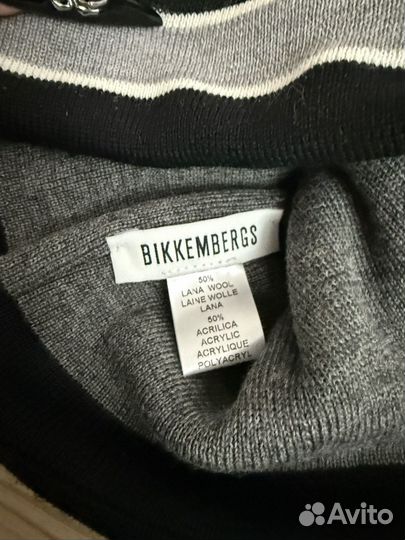 BIKKEMBERGS
50%
LANA WOOL
LAINE WOLLE
LANA
50%
ACRILICA
ACRYLIC
ACRYLIQUE
POLYACRYL
Avito